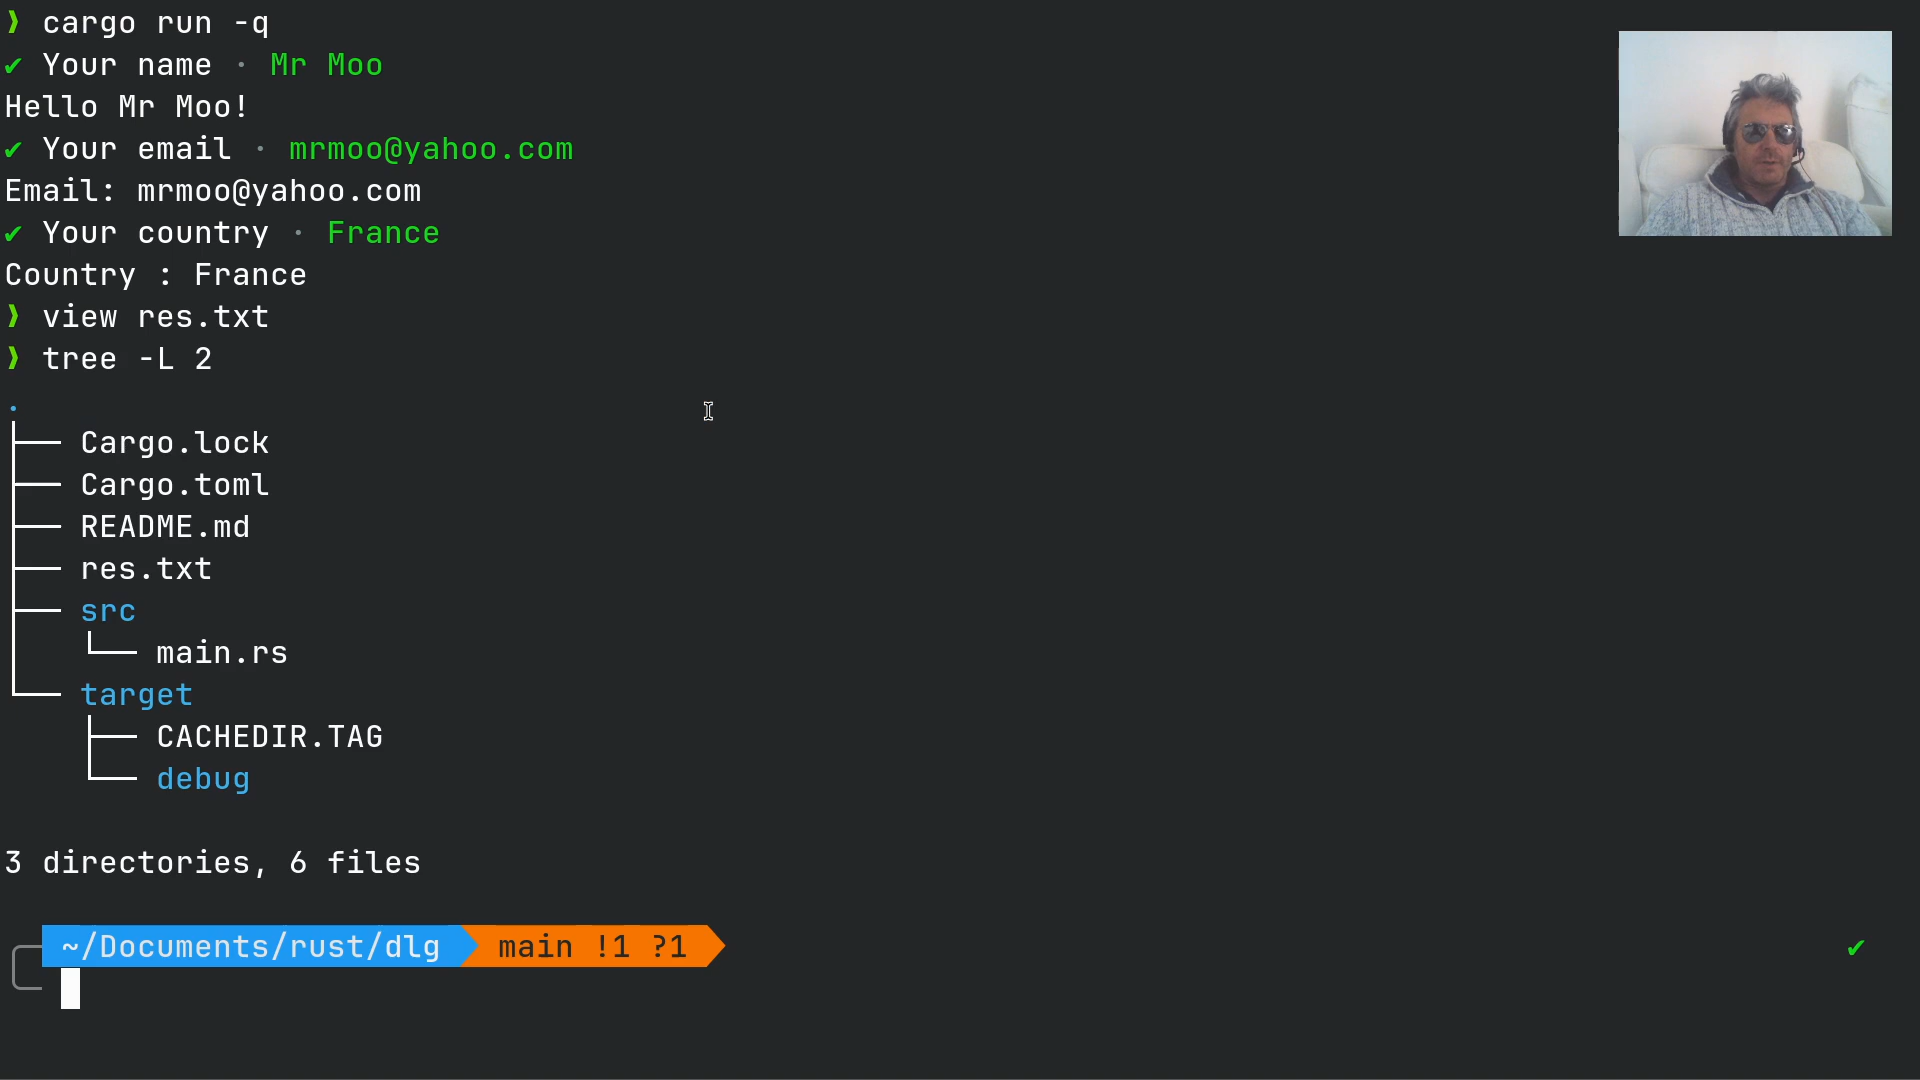 ❱ cargo run -q
✔ Your name · Mr Moo
Hello Mr Moo!
✔ Your email · mrmoo@yahoo.com
Email: mrmoo@yahoo.com
✔ Your country · France
Country : France
❱ view res.txt
❱ tree -L 2
.
├── Cargo.lock
├── Cargo.toml
├── README.md
├── res.txt
├── src
│   └── main.rs
└── target
    ├── CACHEDIR.TAG
    └── debug
3 directories, 6 files
~/Documents/rust/dlg main !1 ?1 ✔